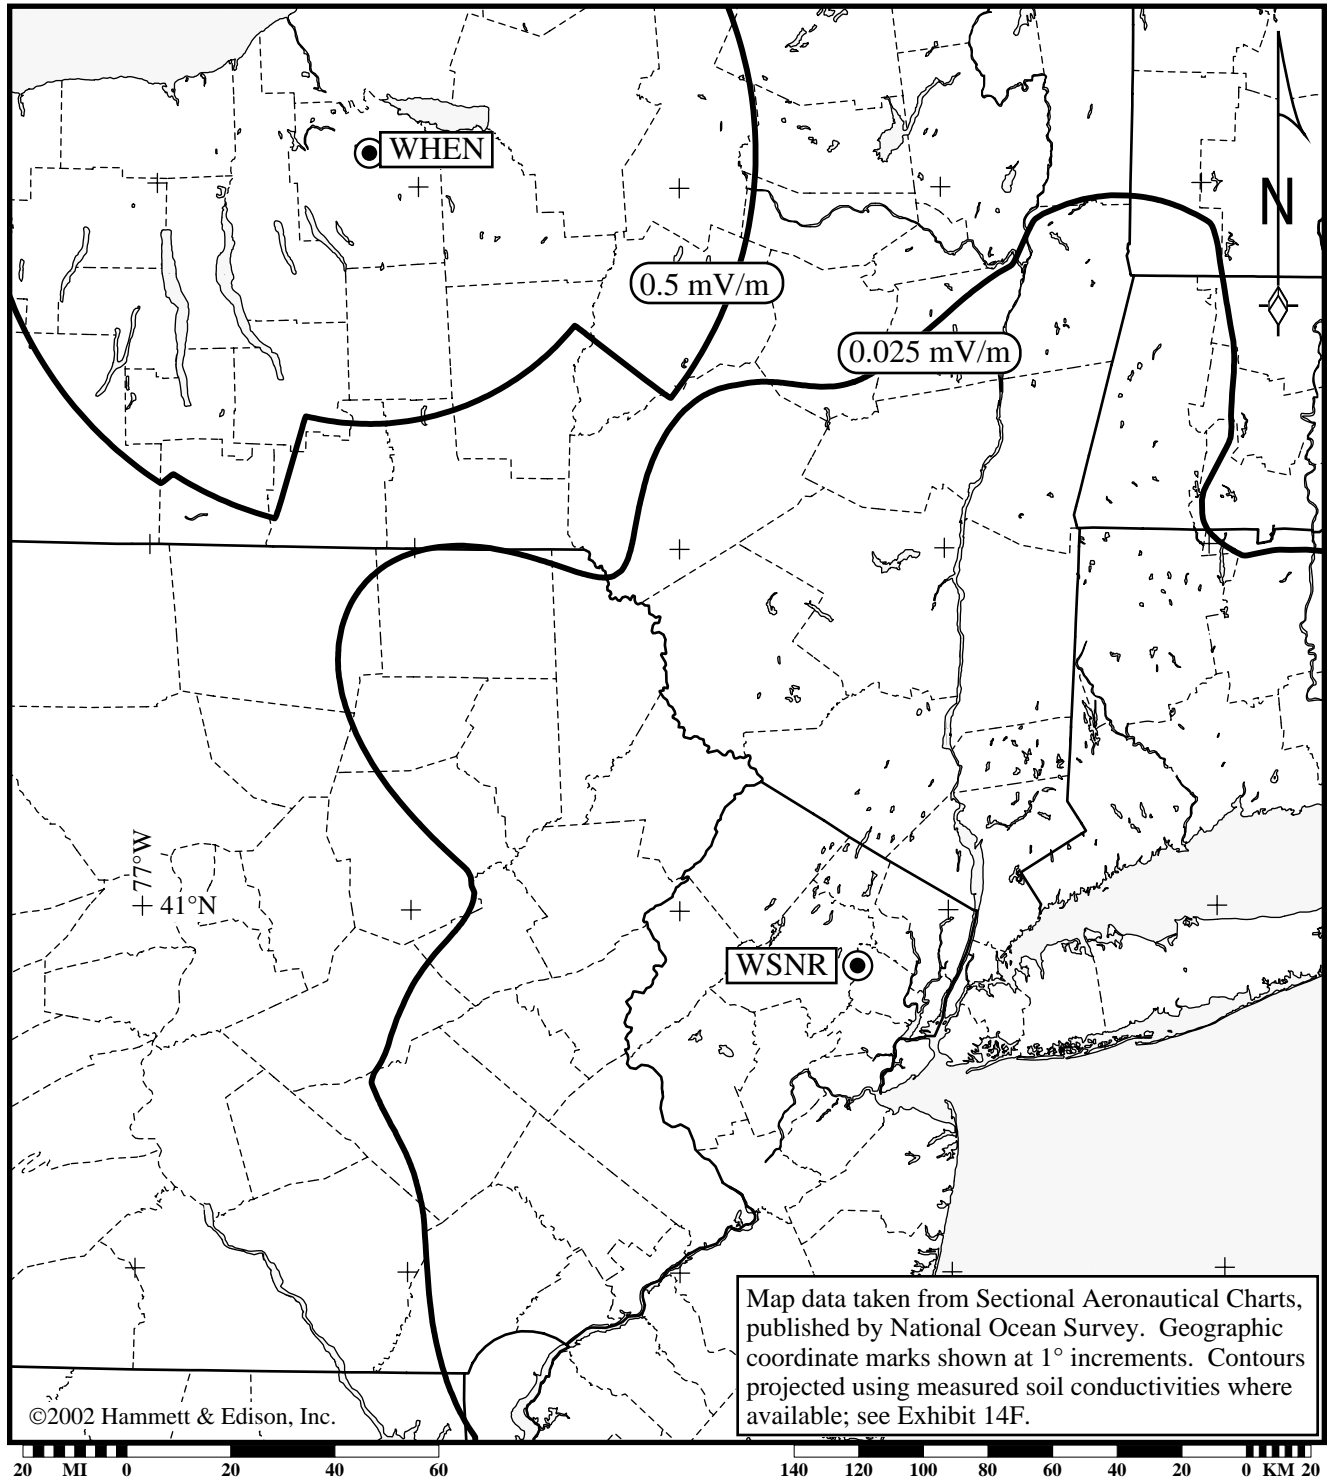 WHEN
N
0.5 mV/m
0.025 mV/m
77°W
41°N
WSNR
Map data taken from Sectional Aeronautical Charts,
published by National Ocean Survey. Geographic
coordinate marks shown at 1° increments. Contours
projected using measured soil conductivities where
available; see Exhibit 14F.
©2002 Hammett & Edison, Inc.
20 MI 0 20 40 60
140 120 100 80 60 40 20 0 KM 20